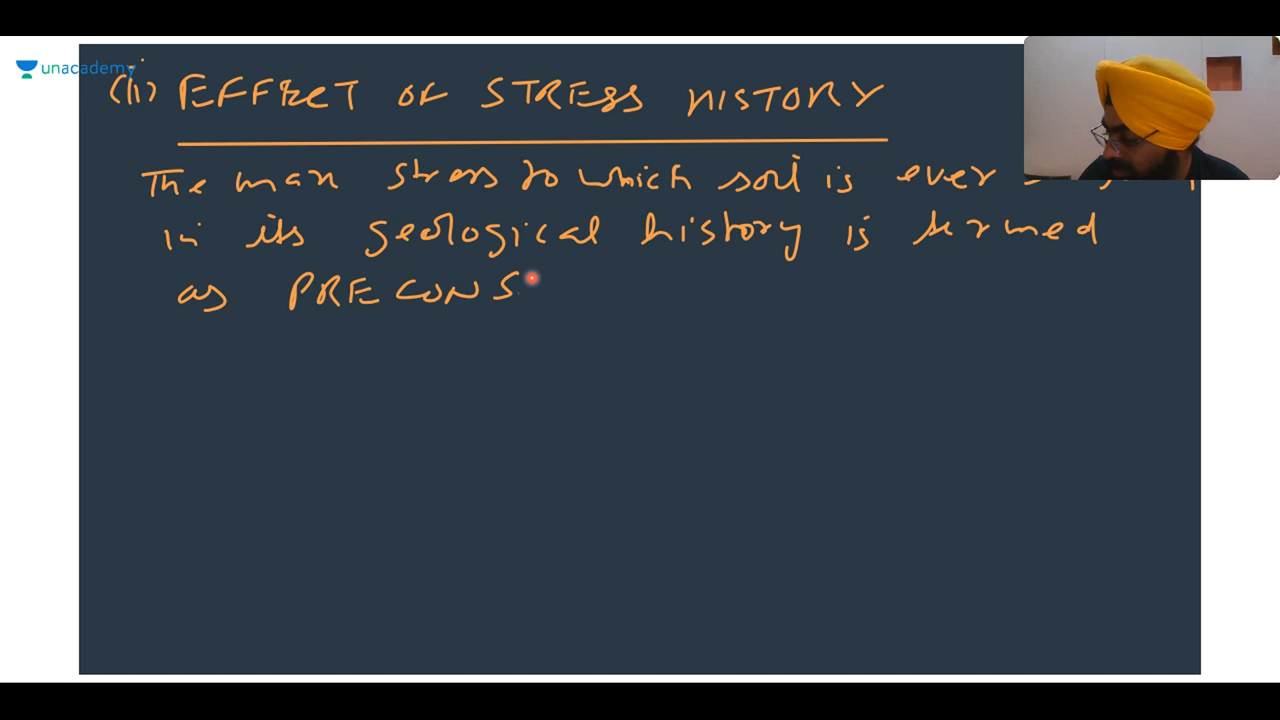 unacademy
(ii) EFFECT OF STRESS HISTORY
The max stress to which soil is ever
in its geological history is termed
as PRECONS